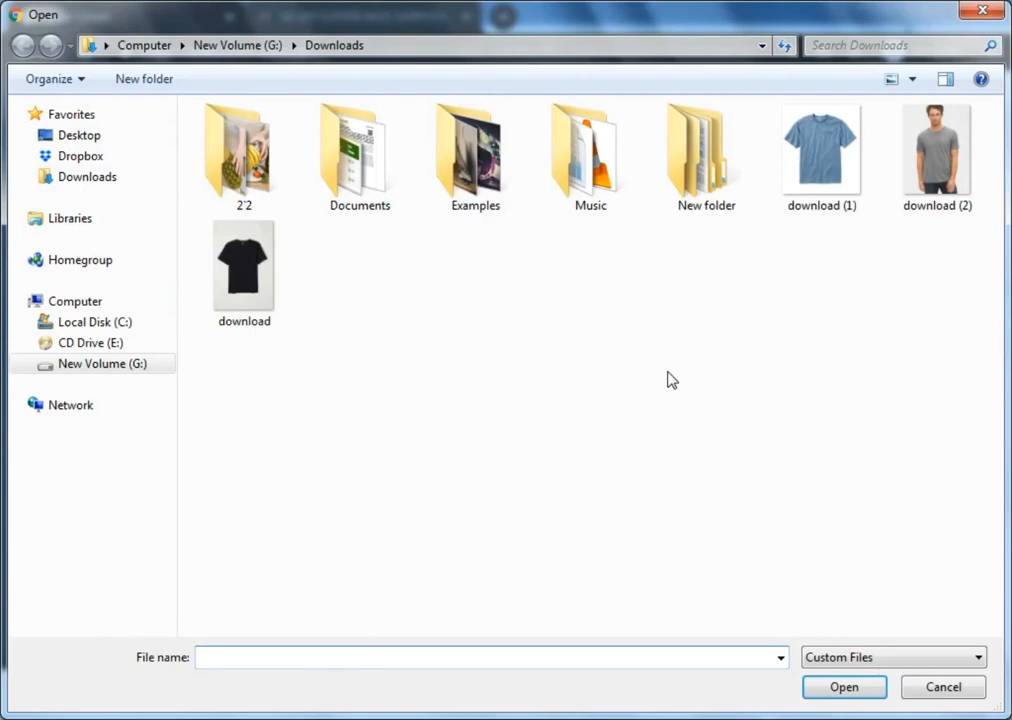 Open
Computer
New Volume (G:)
Downloads
Search Downloads
Organize
New folder
Favorites
Desktop
Dropbox
Downloads
Libraries
Homegroup
Computer
Local Disk (C:)
CD Drive (E:)
New Volume (G:)
Network
2`2
Documents
Examples
Music
New folder
download (1)
download (2)
download
File name:
Custom Files
Open
Cancel